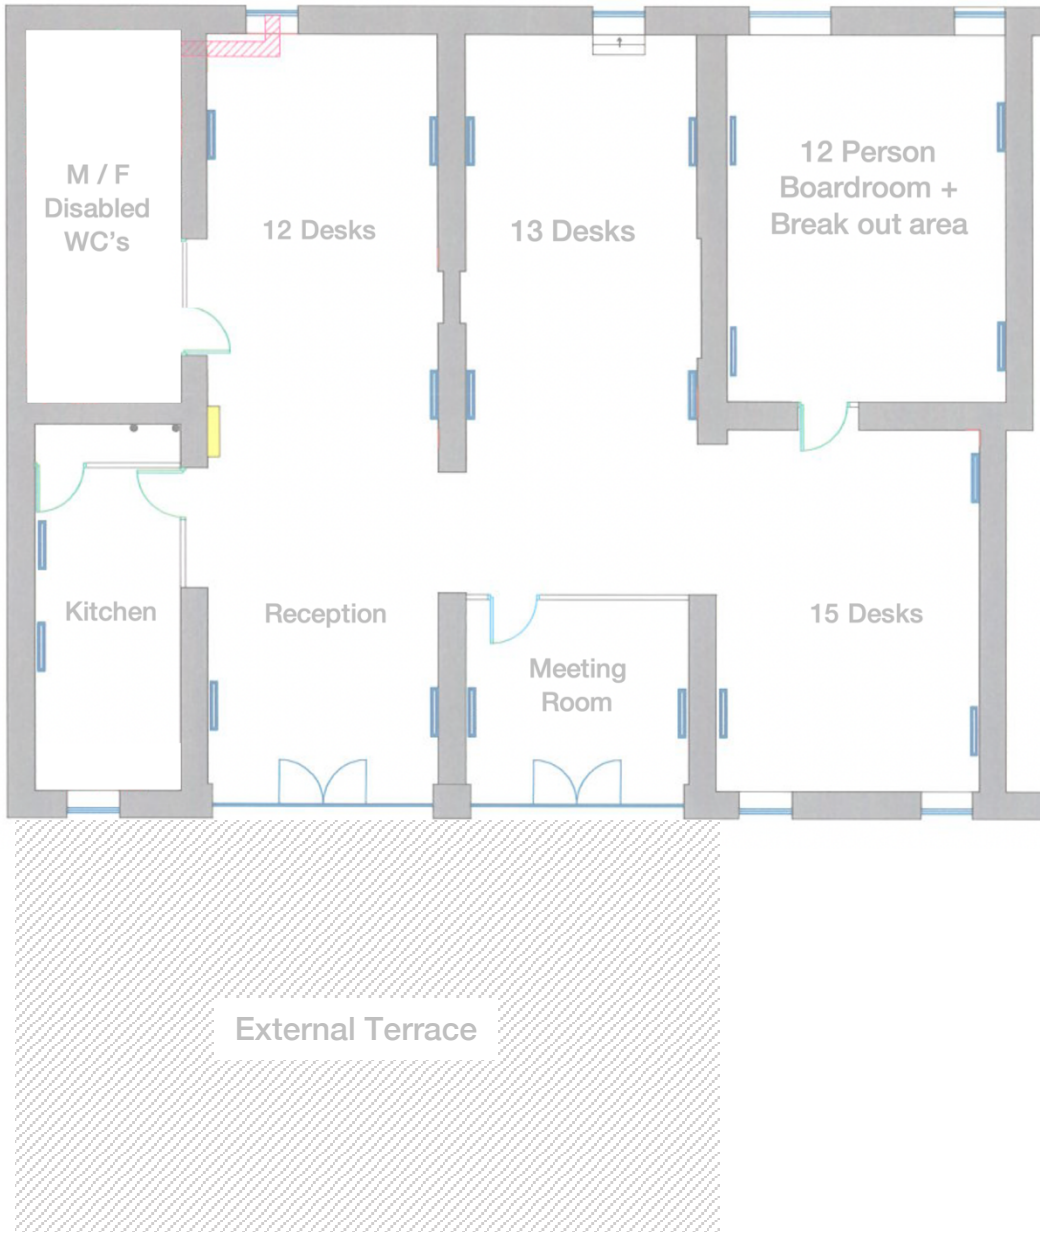 M / F
Disabled
WC's
12 Desks
13 Desks
12 Person
Boardroom +
Break out area
Kitchen
Reception
Meeting
Room
15 Desks
External Terrace